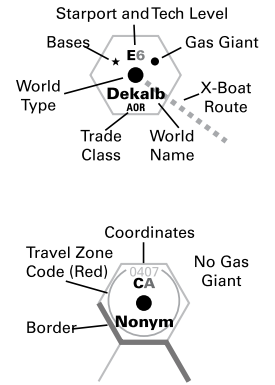 Starport and Tech Level
Bases
Gas Giant
E6
World
Type
Dekalb
AOR
X-Boat
Route
Trade
Class
World
Name
Coordinates
Travel Zone
Code (Red)
No Gas
Giant
0407
CA
Nonym
Border